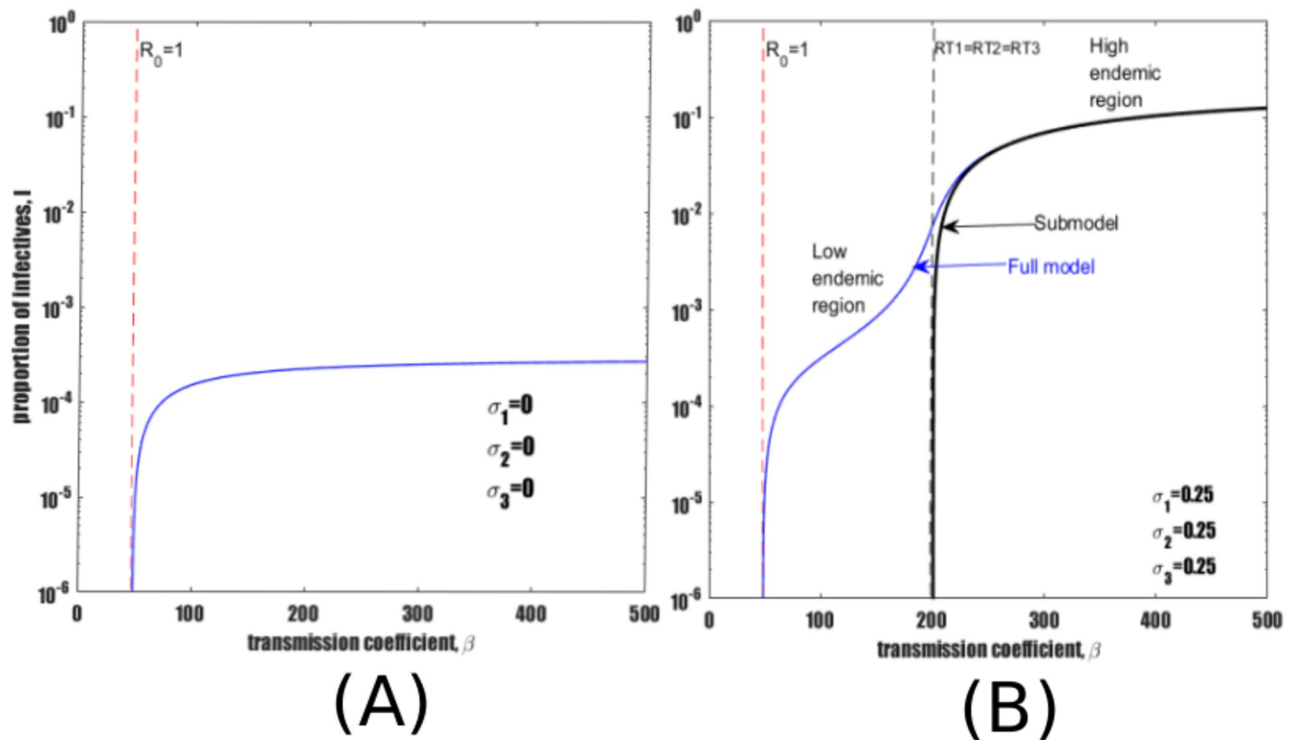 10^0
10^-1
10^-2
10^-3
10^-4
10^-5
10^-6
proportion of infectives, I
R_0=1
σ_1=0
σ_2=0
σ_3=0
0 100 200 300 400 500
transmission coefficient, β
(A)
10^0
10^-1
10^-2
10^-3
10^-4
10^-5
10^-6
R_0=1
RT1=RT2=RT3
High
endemic
region
Submodel
Low
endemic
region
Full model
σ_1=0.25
σ_2=0.25
σ_3=0.25
0 100 200 300 400 500
transmission coefficient, β
(B)